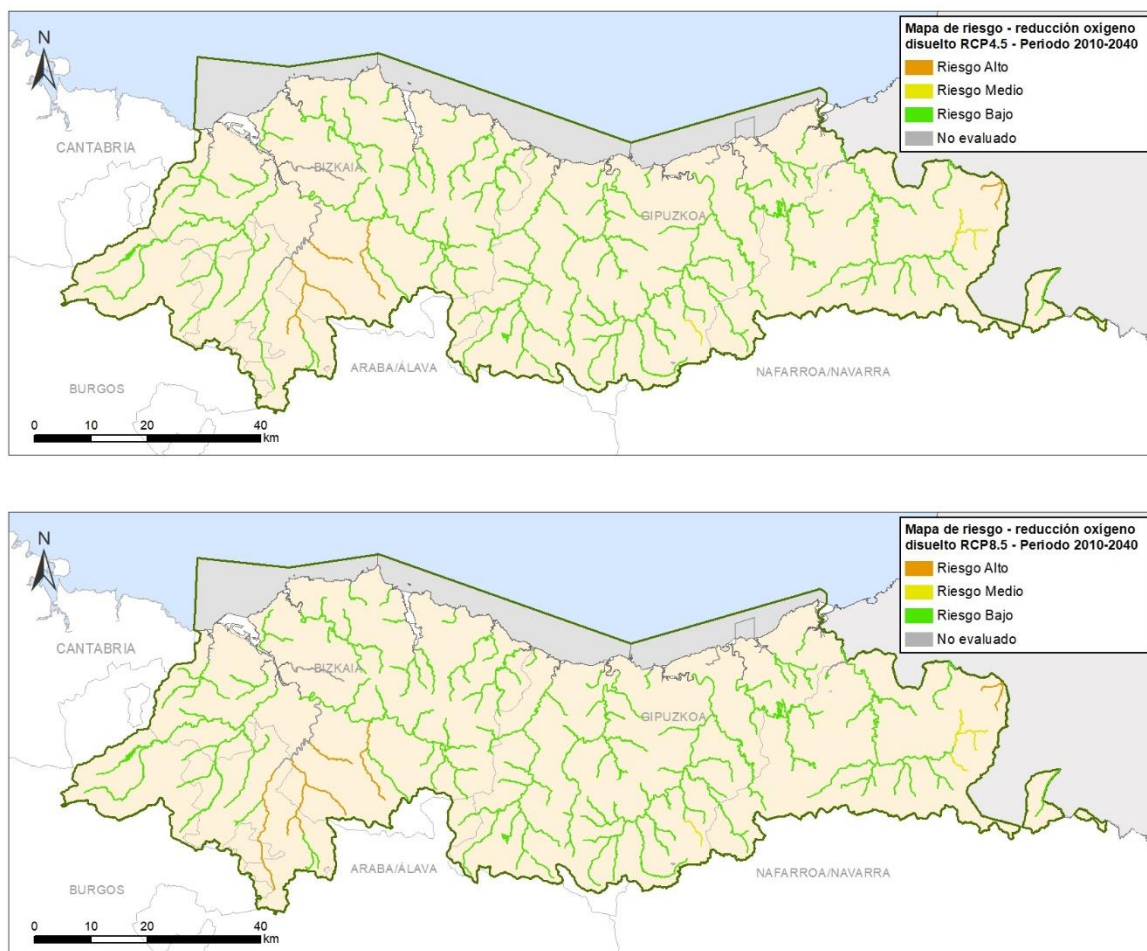 N
Mapa de riesgo - reducción oxigeno
disuelto RCP4.5 - Periodo 2010-2040
Riesgo Alto
Riesgo Medio
Riesgo Bajo
No evaluado
CANTABRIA
BIZKAIA
GIPUZKOA
ARABA/ÁLAVA
NAFARROA/NAVARRA
BURGOS
0 10 20 40
km
N
Mapa de riesgo - reducción oxigeno
disuelto RCP8.5 - Periodo 2010-2040
Riesgo Alto
Riesgo Medio
Riesgo Bajo
No evaluado
CANTABRIA
BIZKAIA
GIPUZKOA
ARABA/ÁLAVA
NAFARROA/NAVARRA
BURGOS
0 10 20 40
km